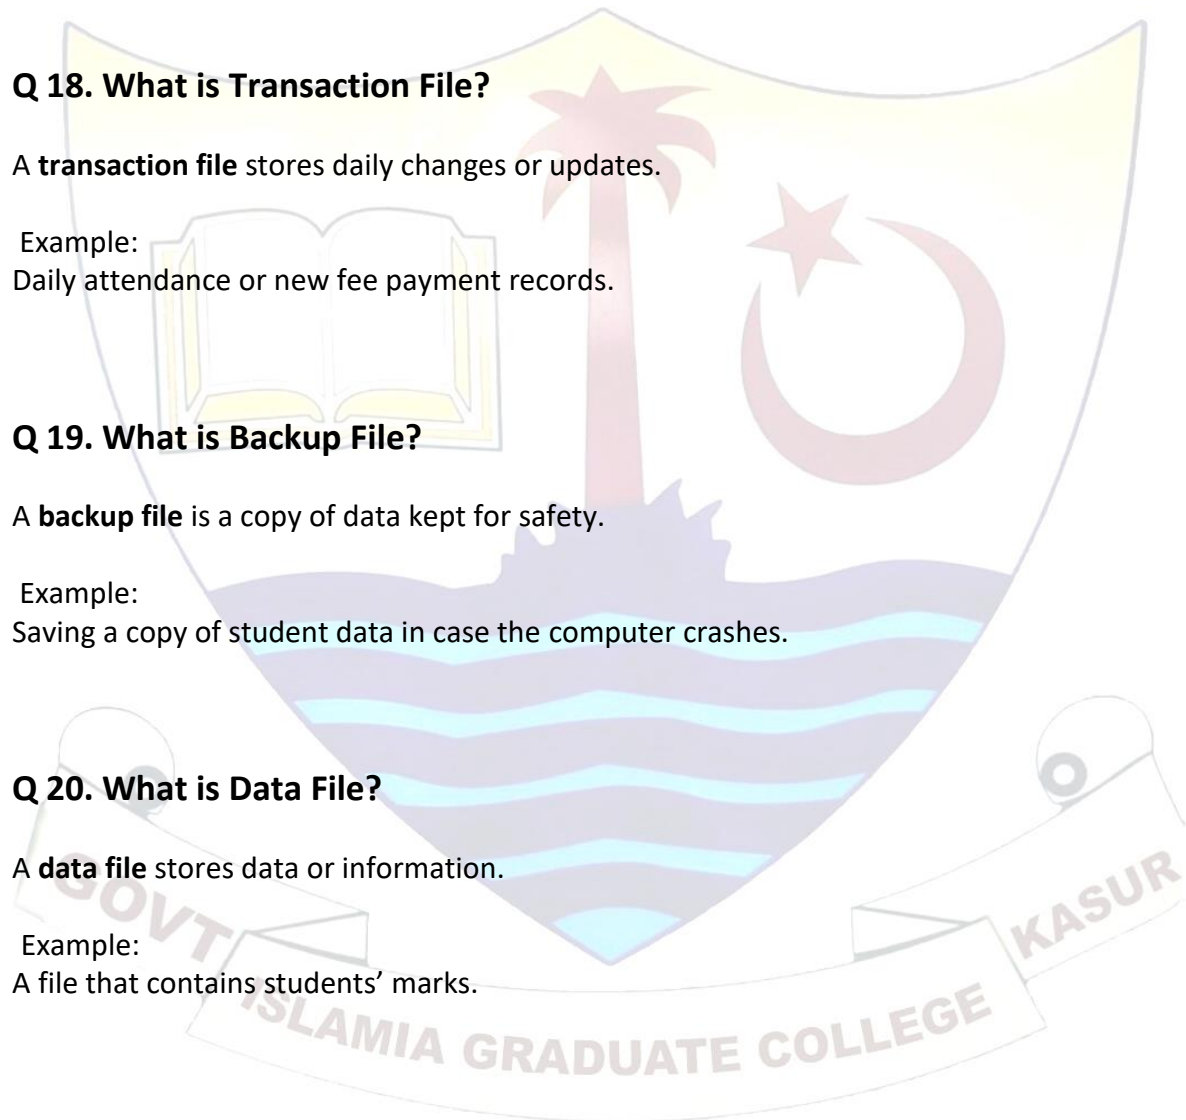 Q 18. What is Transaction File?
A transaction file stores daily changes or updates.
Example:
Daily attendance or new fee payment records.
Q 19. What is Backup File?
A backup file is a copy of data kept for safety.
Example:
Saving a copy of student data in case the computer crashes.
Q 20. What is Data File?
A data file stores data or information.
Example:
A file that contains students’ marks.
GOVT ISLAMIA GRADUATE COLLEGE KASUR